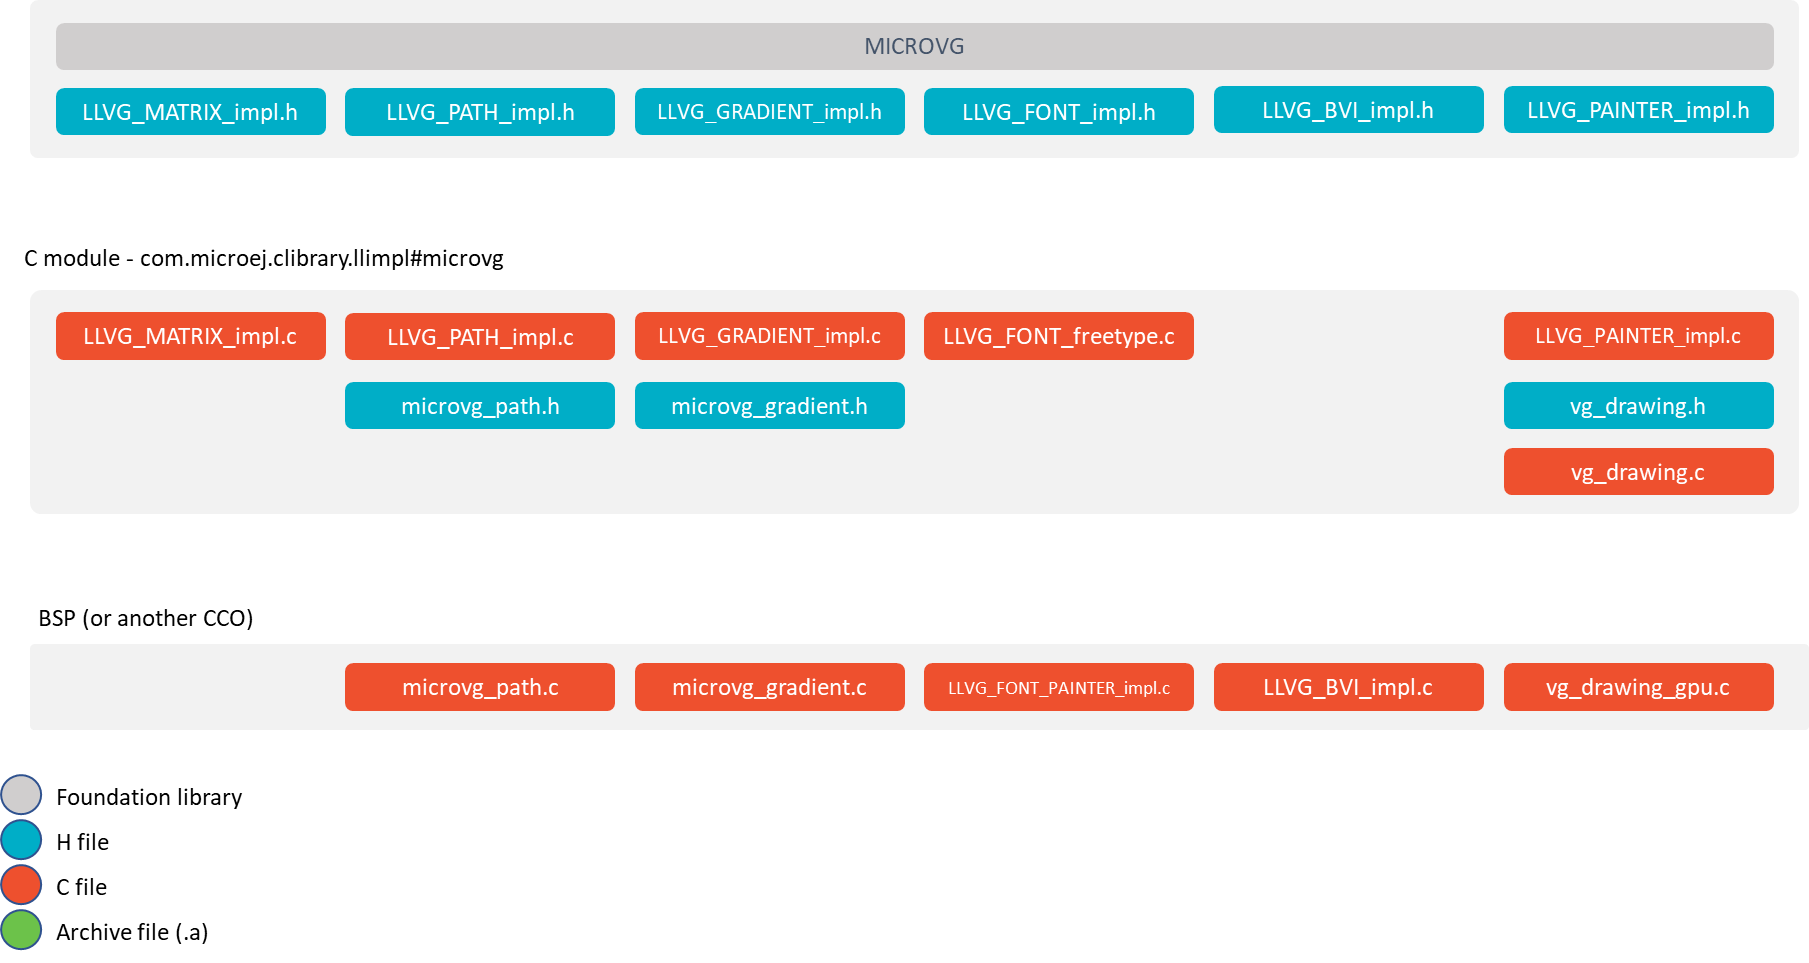 MICROVG
LLVG_MATRIX_impl.h
LLVG_PATH_impl.h
LLVG_GRADIENT_impl.h
LLVG_FONT_impl.h
LLVG_BVI_impl.h
LLVG_PAINTER_impl.h
C module - com.microej.clibrary.llimpl#microvg
LLVG_MATRIX_impl.c
LLVG_PATH_impl.c
LLVG_GRADIENT_impl.c
LLVG_FONT_freetype.c
LLVG_PAINTER_impl.c
microvg_path.h
microvg_gradient.h
vg_drawing.h
vg_drawing.c
BSP (or another CCO)
microvg_path.c
microvg_gradient.c
LLVG_FONT_PAINTER_impl.c
LLVG_BVI_impl.c
vg_drawing_gpu.c
Foundation library
H file
C file
Archive file (.a)